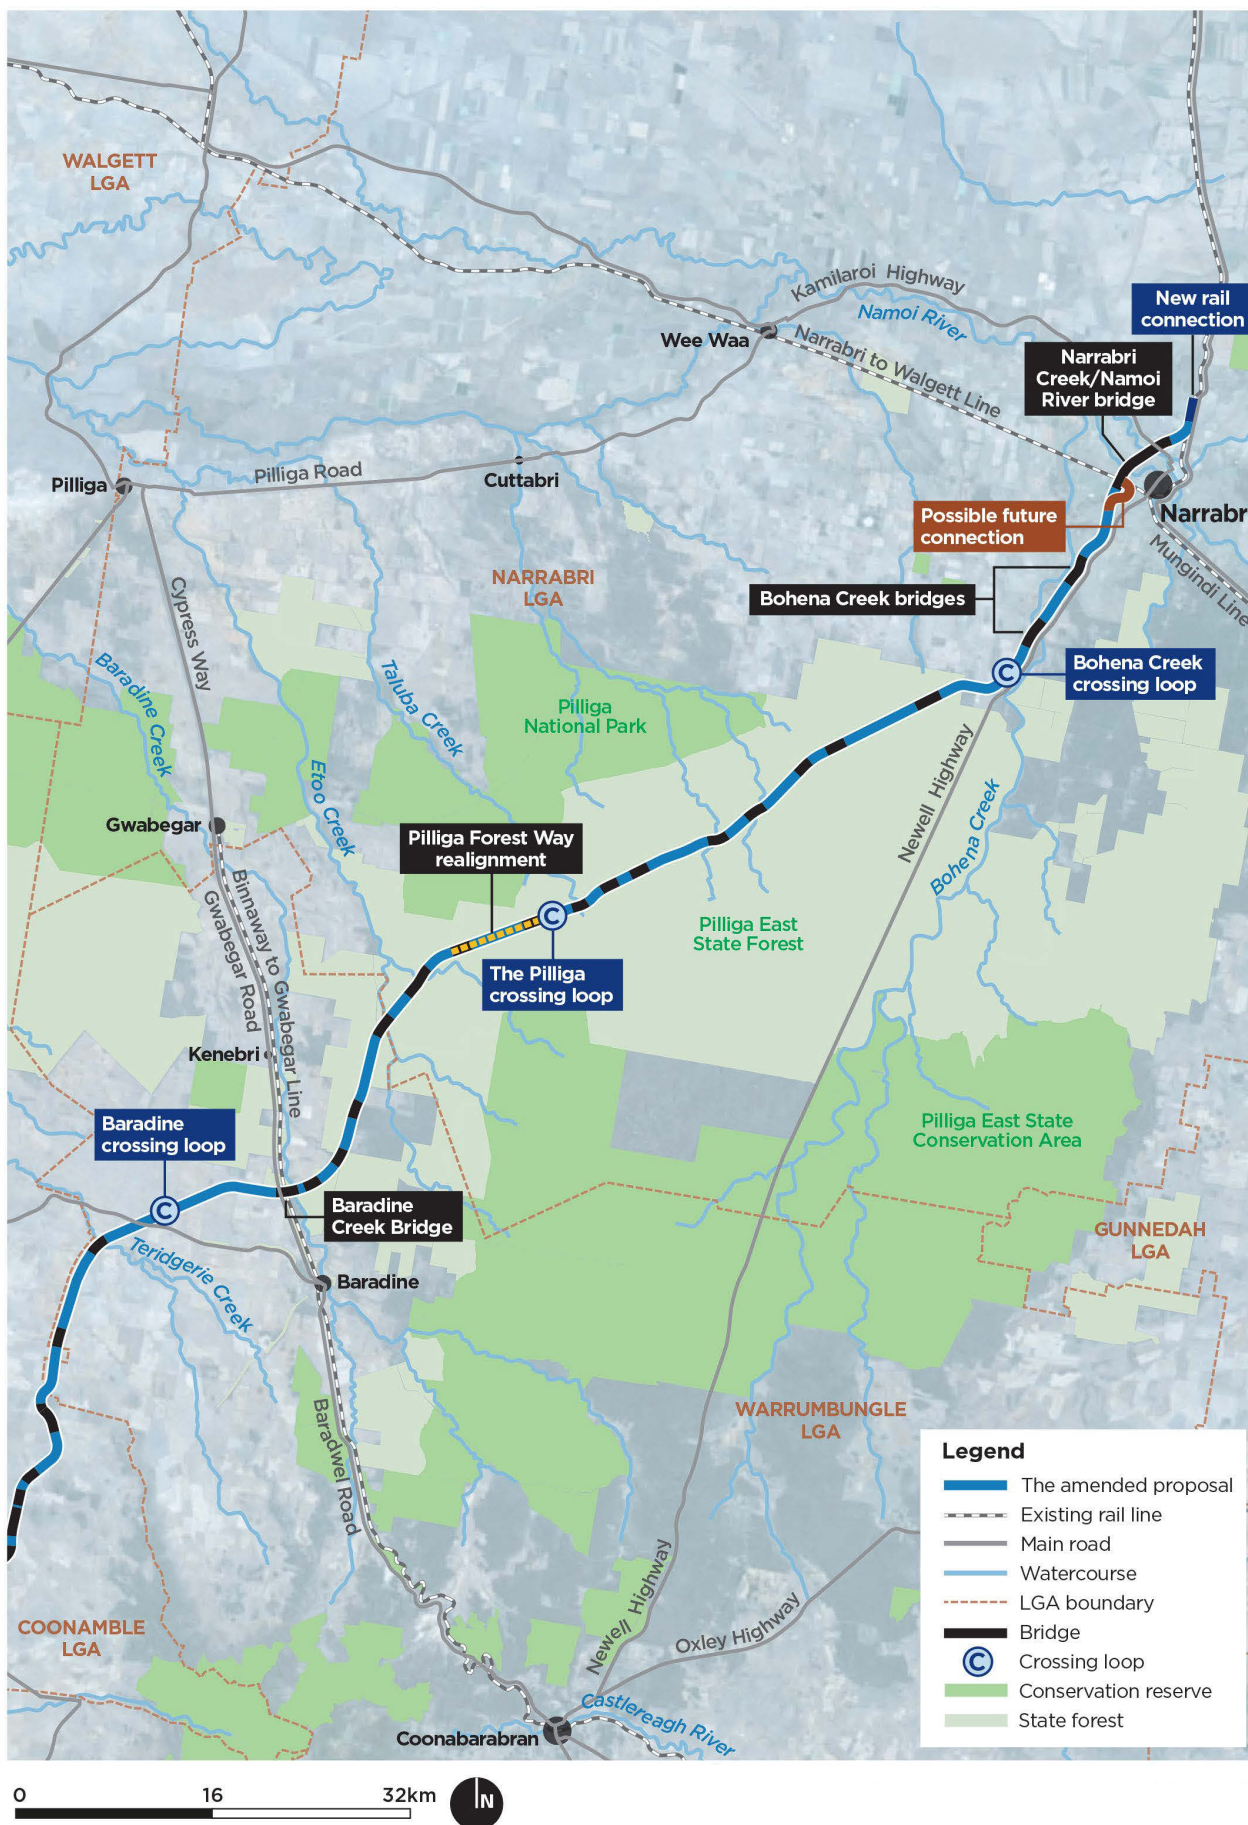 WALGETT
LGA
Kamilaroi Highway
Namoi River
New rail
connection
Wee Waa
Narrabri to Walgett Line
Narrabri
Creek/Namoi
River bridge
Pilliga
Pilliga Road
Cuttabri
Possible future
connection
Narrabr
Mungindi Line
NARRABRI
LGA
Bohena Creek bridges
Cypress Way
Baradine Creek
Taluba Creek
Bohena Creek
crossing loop
Pilliga
National Park
Etoo Creek
Newell Highway
Bohena Creek
Gwabegar
Pilliga Forest Way
realignment
Binnaway to Gwabegar Line
Gwabegar Road
C
C
Pilliga East
State Forest
The Pilliga
crossing loop
Kenebri
Baradine
crossing loop
Pilliga East State
Conservation Area
C
Baradine
Creek Bridge
GUNNEDAH
LGA
Teridgerie Creek
Baradine
Baradwel Road
WARRUMBUNGLE
LGA
Newell Highway
Oxley Highway
COONAMBLE
LGA
Castlereagh River
Coonabarabran
Legend
The amended proposal
Existing rail line
Main road
Watercourse
LGA boundary
Bridge
C Crossing loop
Conservation reserve
State forest
0 16 32km
N